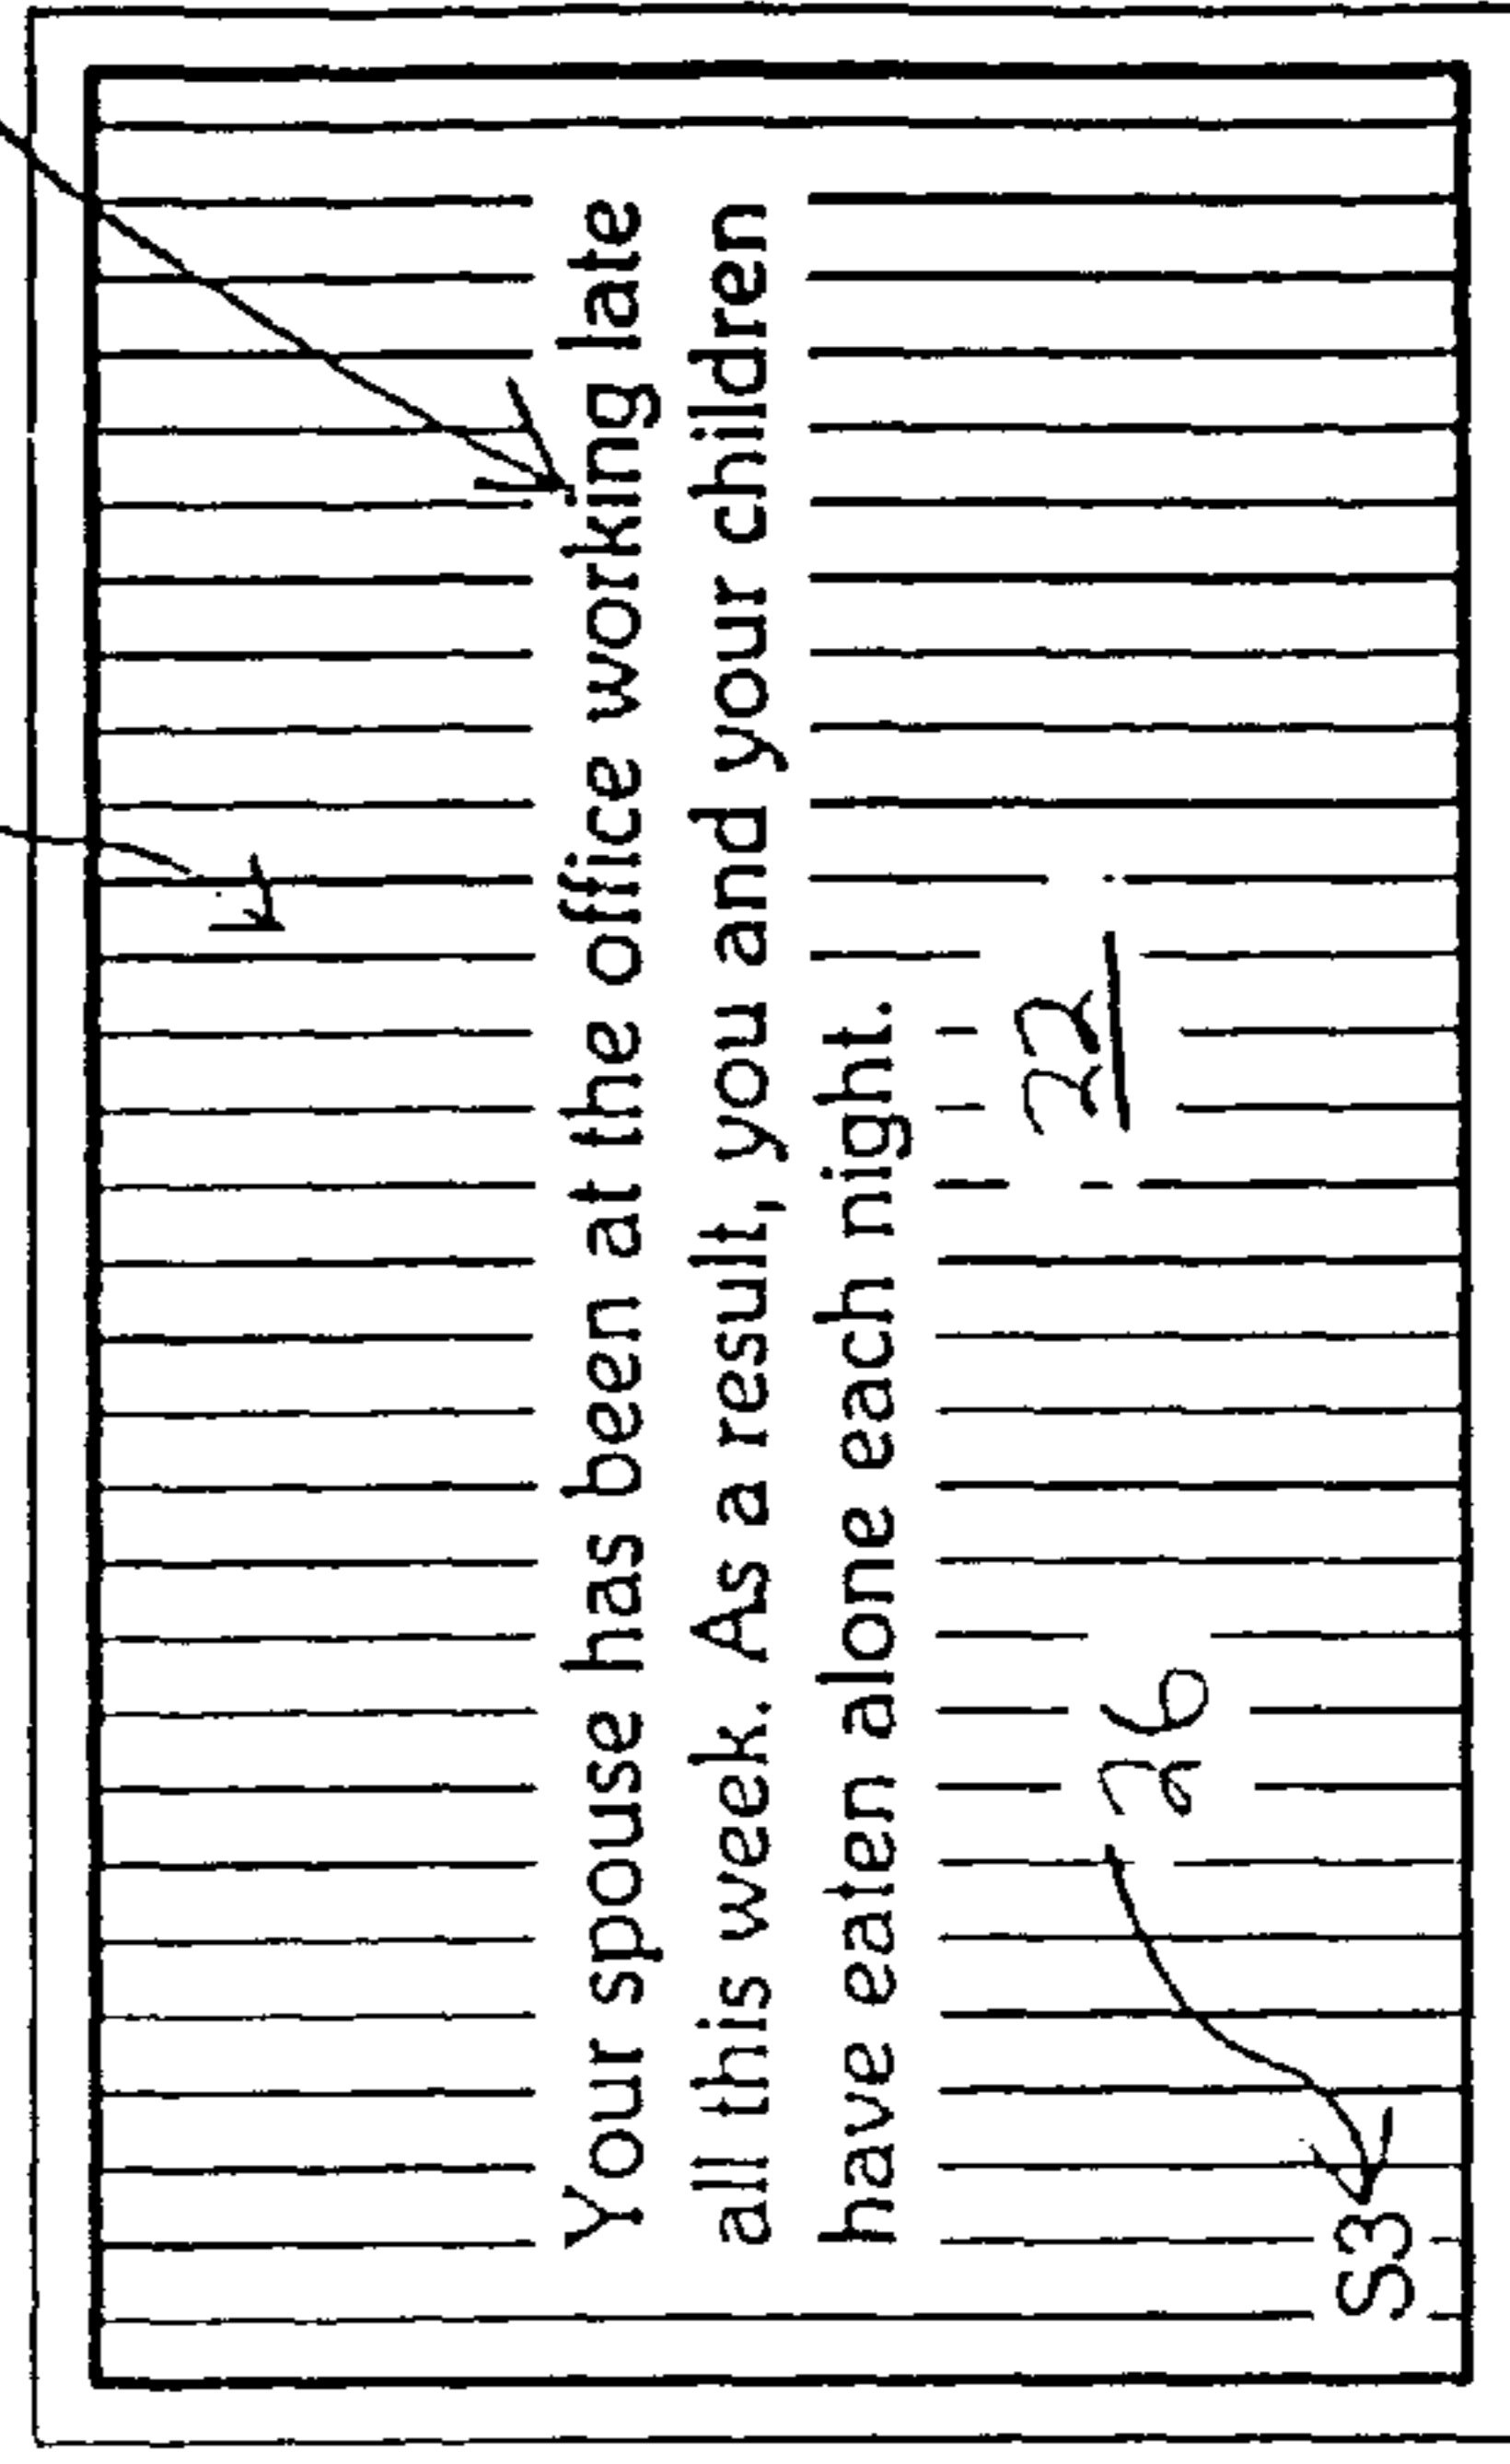 Your spouse has been at the office working late
all this week. As a result, you and your children
have eaten alone each night.
22
26
S3